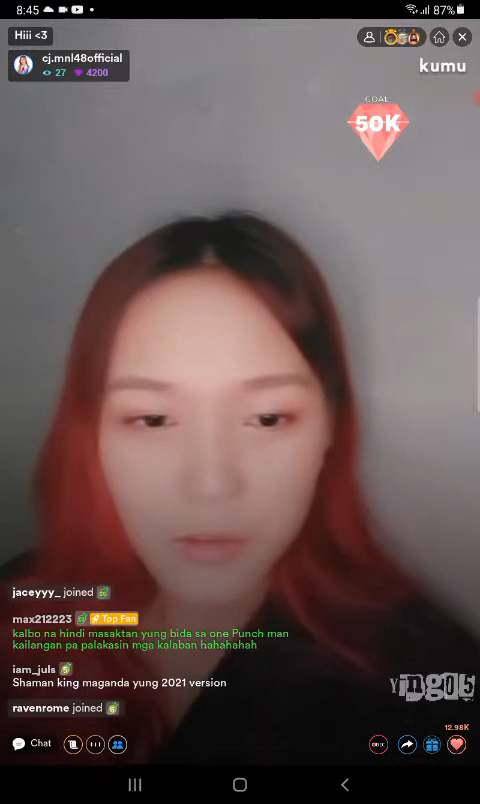 8:45
87%
Hiii <3
cj.mnl48official
27 4200
kumu
GOAL
50K
jaceyyy_ joined
max212223 Top Fan
kalbo na hindi masaktan yung bida sa one Punch man
kailangan pa palakasin mga kalaban hahahahah
iam_juls
Shaman king maganda yung 2021 version
ravenrome joined
Yingo5
12.98K
Chat